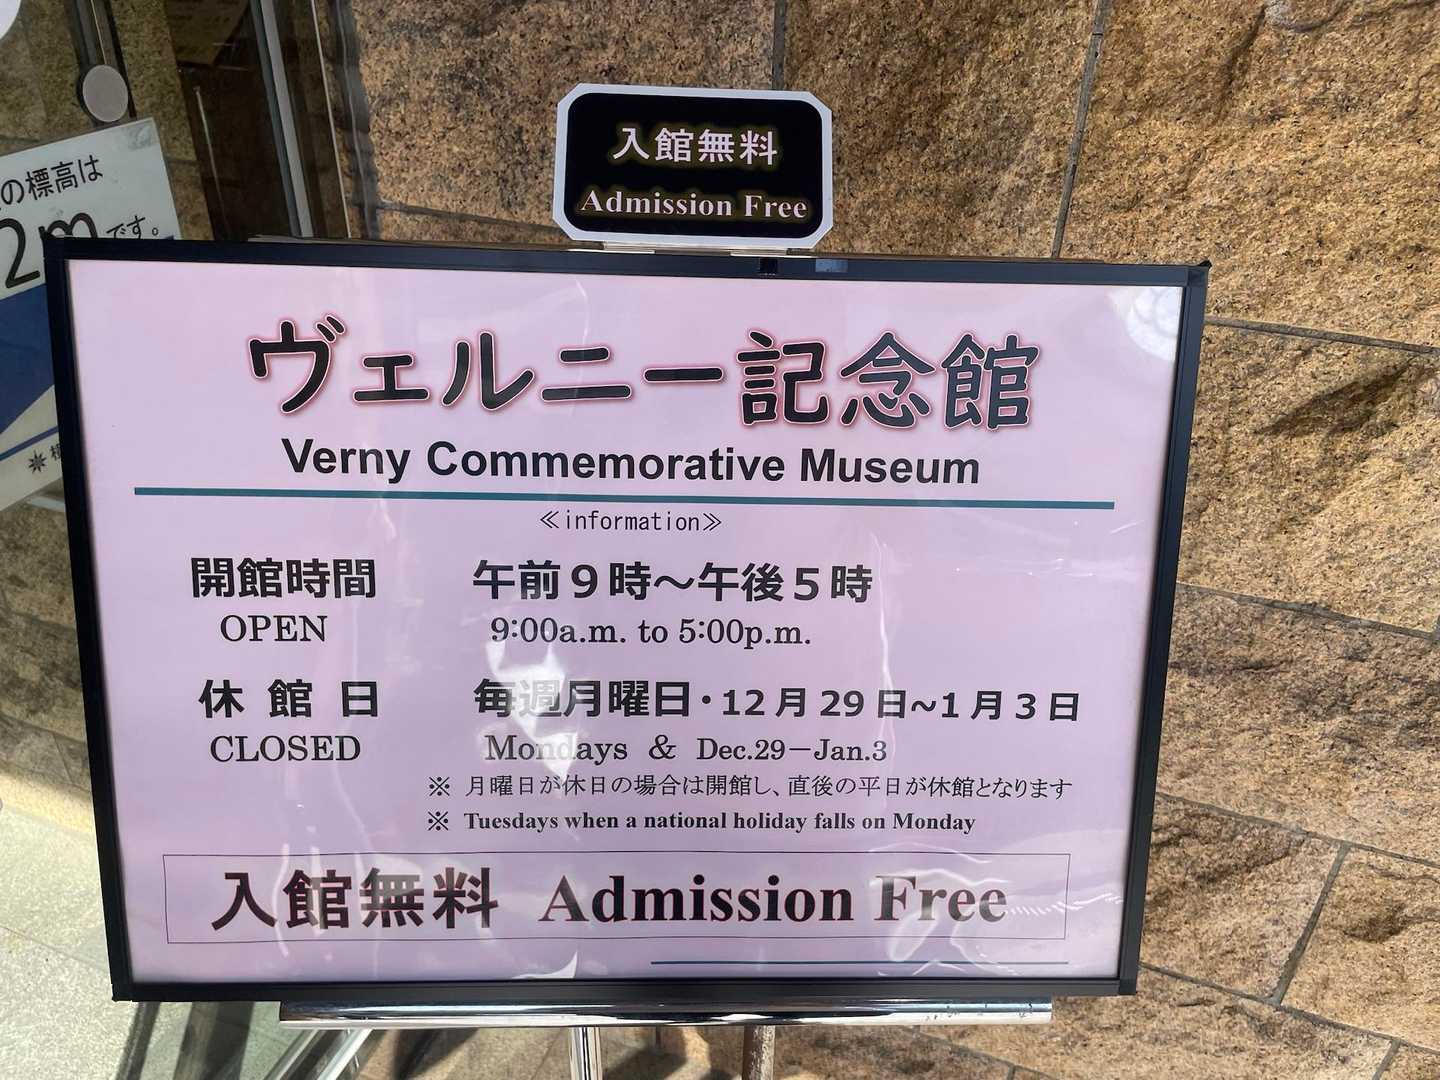 入館無料
Admission Free
の標高は
2m です。
ヴェルニー記念館
Verny Commemorative Museum
≪information≫
開館時間 午前9時～午後5時
OPEN 9:00a.m. to 5:00p.m.
休館日 毎週月曜日・12月29日~1月3日
CLOSED Mondays & Dec.29－Jan.3
※ 月曜日が休日の場合は開館し、直後の平日が休館となります
※ Tuesdays when a national holiday falls on Monday
入館無料 Admission Free